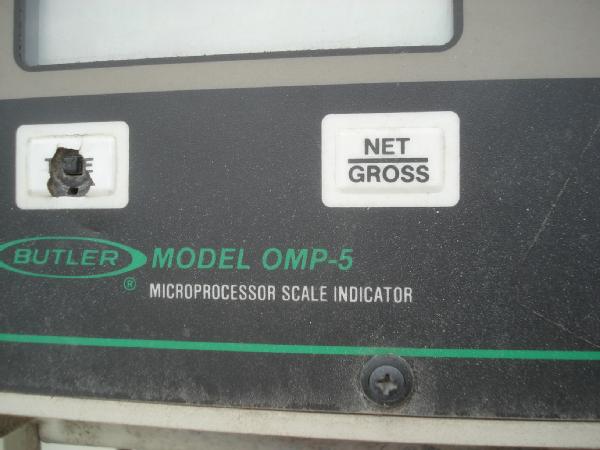 NET
GROSS
BUTLER
®
MODEL OMP-5
MICROPROCESSOR SCALE INDICATOR